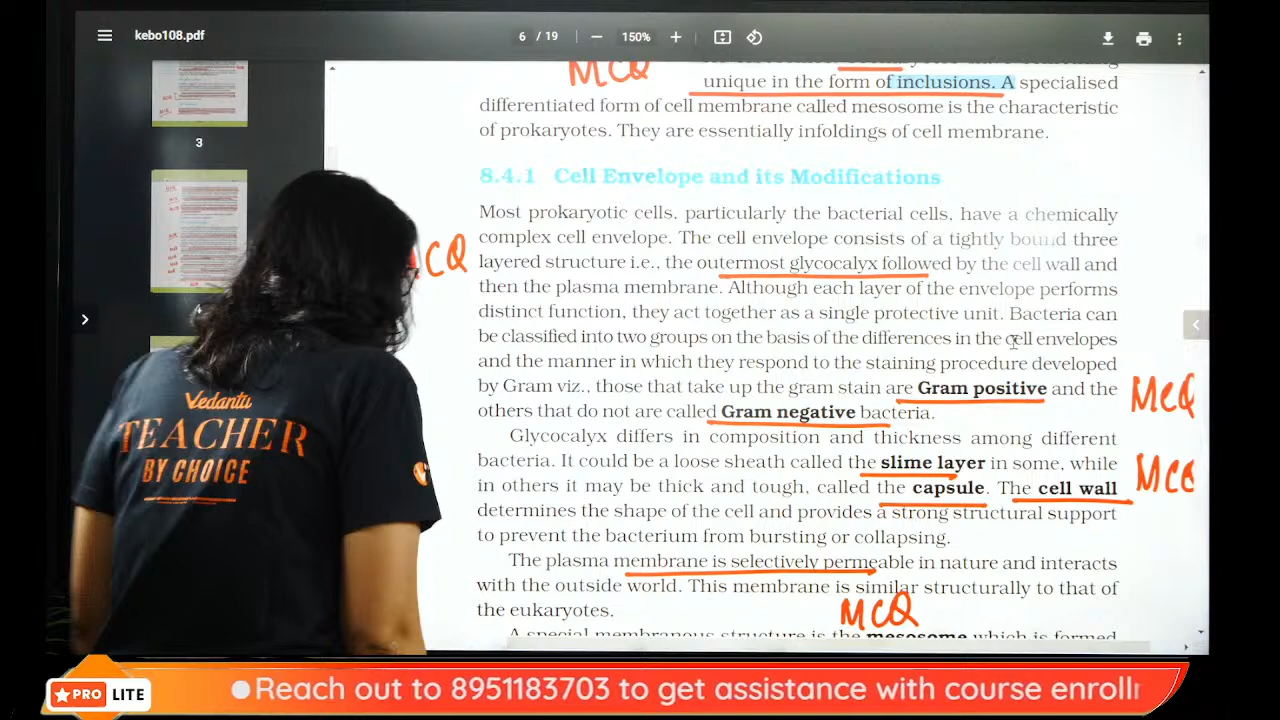 kebo108.pdf
6 / 19
150%
MCQ
unique in the form of inclusions. A specialised
differentiated form of cell membrane called mesosome is the characteristic
of prokaryotes. They are essentially infoldings of cell membrane.
3
8.4.1 Cell Envelope and its Modifications
Most prokaryotic cells, particularly the bacterial cells, have a chemically
complex cell envelope. The cell envelope consists of a tightly bound three
CQ
layered structure i.e., the outermost glycocalyx followed by the cell wall and
then the plasma membrane. Although each layer of the envelope performs
distinct function, they act together as a single protective unit. Bacteria can
be classified into two groups on the basis of the differences in the cell envelopes
and the manner in which they respond to the staining procedure developed
by Gram viz., those that take up the gram stain are Gram positive and the
MCQ
others that do not are called Gram negative bacteria.
Glycocalyx differs in composition and thickness among different
bacteria. It could be a loose sheath called the slime layer in some, while
in others it may be thick and tough, called the capsule. The cell wall
determines the shape of the cell and provides a strong structural support
to prevent the bacterium from bursting or collapsing.
The plasma membrane is selectively permeable in nature and interacts
with the outside world. This membrane is similar structurally to that of
the eukaryotes.
MCQ
A special membranous structure is the mesosome which is formed
Vedantu
TEACHER
BY CHOICE
PRO LITE
Reach out to 8951183703 to get assistance with course enroll